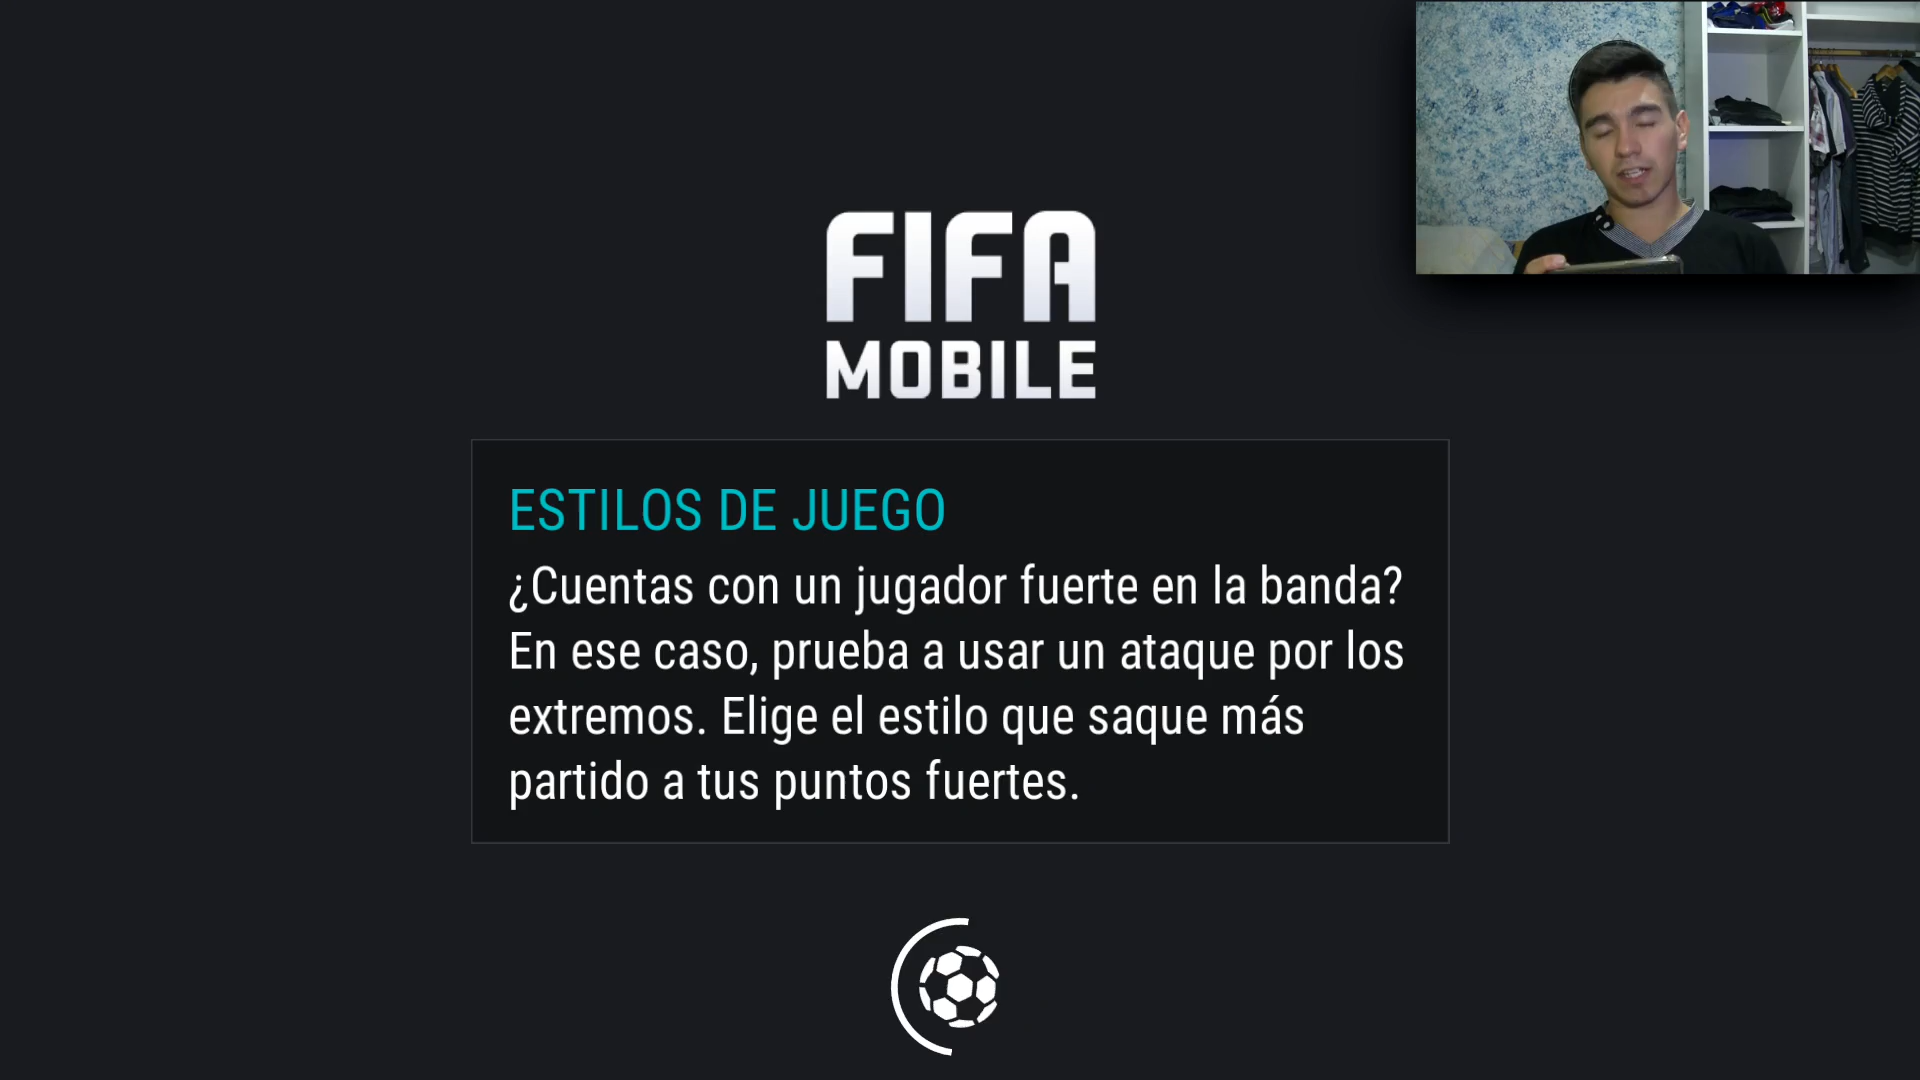 FIFA
MOBILE
ESTILOS DE JUEGO
¿Cuentas con un jugador fuerte en la banda?
En ese caso, prueba a usar un ataque por los
extremos. Elige el estilo que saque más
partido a tus puntos fuertes.